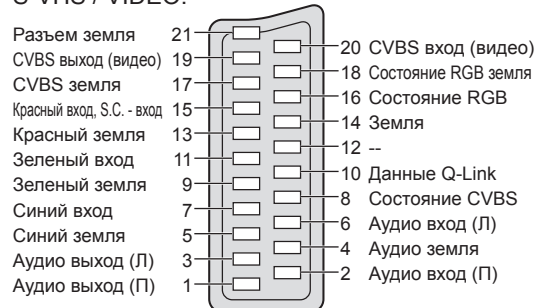 S-VHS / VIDEO.
Разъем земля 21
CVBS выход (видео) 19
CVBS земля 17
Красный вход, S.C. - вход 15
Красный земля 13
Зеленый вход 11
Зеленый земля 9
Синий вход 7
Синий земля 5
Аудио выход (Л) 3
Аудио выход (П) 1
20 CVBS вход (видео)
18 Состояние RGB земля
16 Состояние RGB
14 Земля
12 --
10 Данные Q-Link
8 Состояние CVBS
6 Аудио вход (Л)
4 Аудио земля
2 Аудио вход (П)